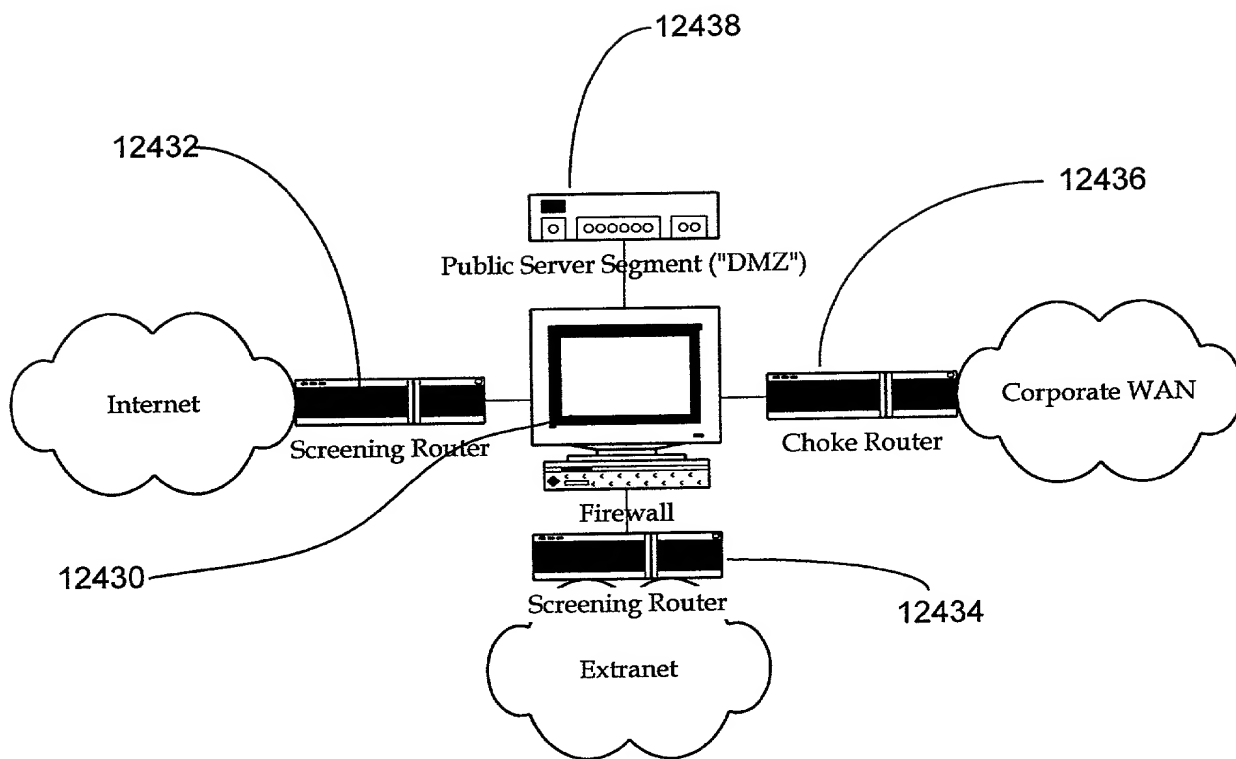 12438
12432
12436
Public Server Segment ("DMZ")
Internet
Screening Router
Choke Router
Corporate WAN
Firewall
12430
Screening Router
12434
Extranet